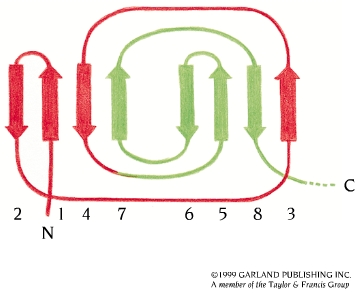 C
2 1 4 7 6 5 8 3
N
©1999 GARLAND PUBLISHING INC.
A member of the Taylor & Francis Group